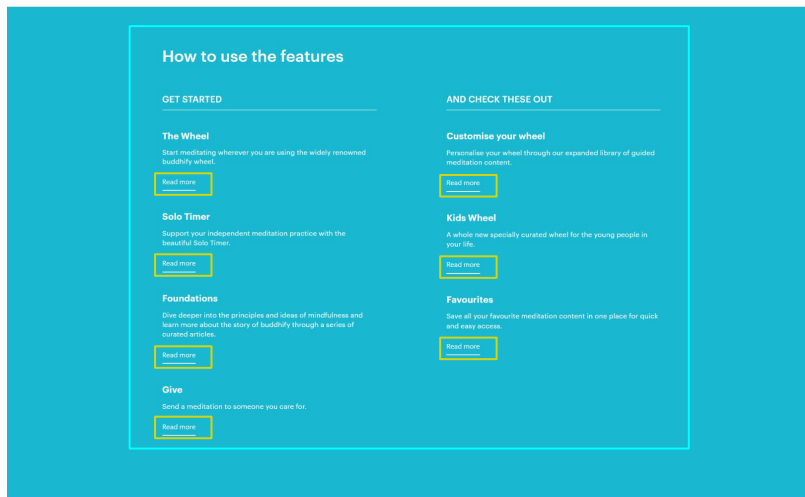 How to use the features
GET STARTED
The Wheel
Start meditating wherever you are using the widely renowned
buddhify wheel.
Read more
Solo Timer
Support your independent meditation practice with the
beautiful Solo Timer.
Read more
Foundations
Dive deeper into the principles and ideas of mindfulness and
learn more about the story of buddhify through a series of
curated articles.
Read more
Give
Send a meditation to someone you care for.
Read more
AND CHECK THESE OUT
Customise your wheel
Personalise your wheel through our expanded library of guided
meditation content.
Read more
Kids Wheel
A whole new specially curated wheel for the young people in
your life.
Read more
Favourites
Save all your favourite meditation content in one place for quick
and easy access.
Read more